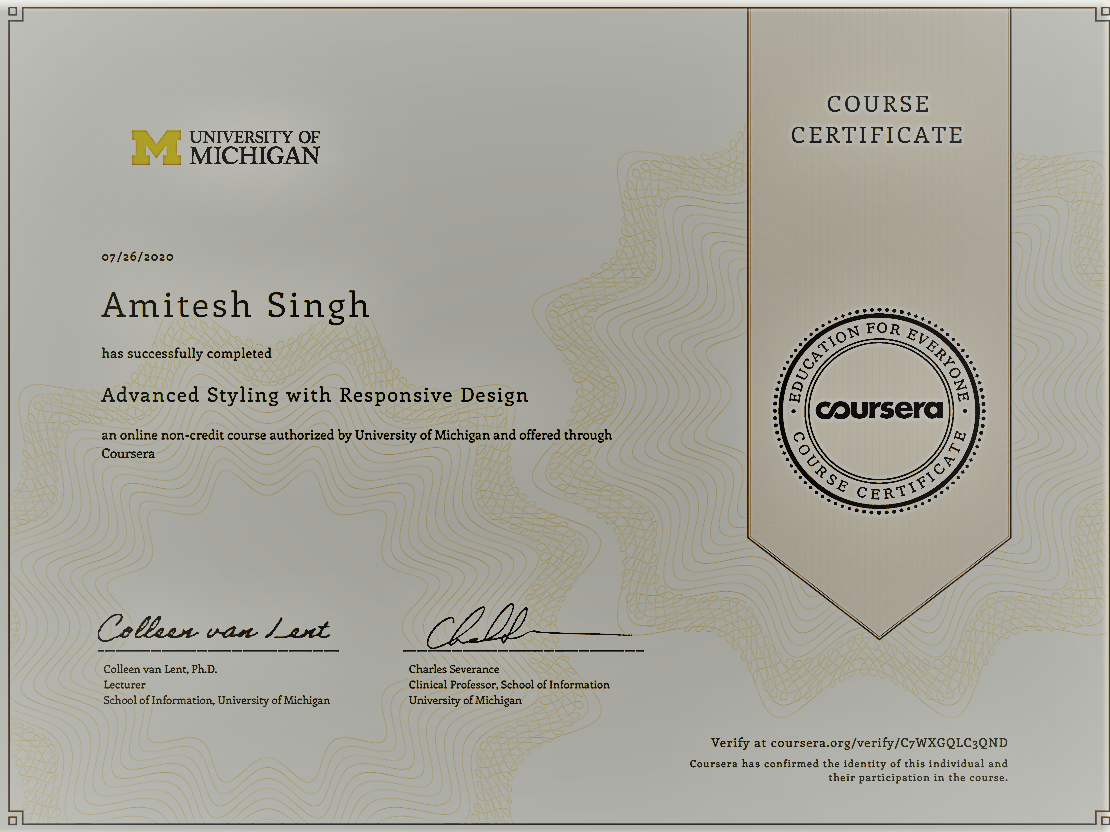 UNIVERSITY OF
MICHIGAN
COURSE
CERTIFICATE
07/26/2020
Amitesh Singh
has successfully completed
Advanced Styling with Responsive Design
an online non-credit course authorized by University of Michigan and offered through
Coursera
EDUCATION FOR EVERYONE
coursera
COURSE CERTIFICATE
Colleen van Lent
Colleen van Lent, Ph.D.
Lecturer
School of Information, University of Michigan
Charles Severance
Clinical Professor, School of Information
University of Michigan
Verify at coursera.org/verify/C7WXGQLC3QND
Coursera has confirmed the identity of this individual and
their participation in the course.